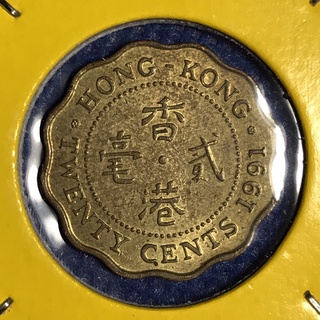 HONG-KONG
香·港
貳毫
TWENTY CENTS 1991